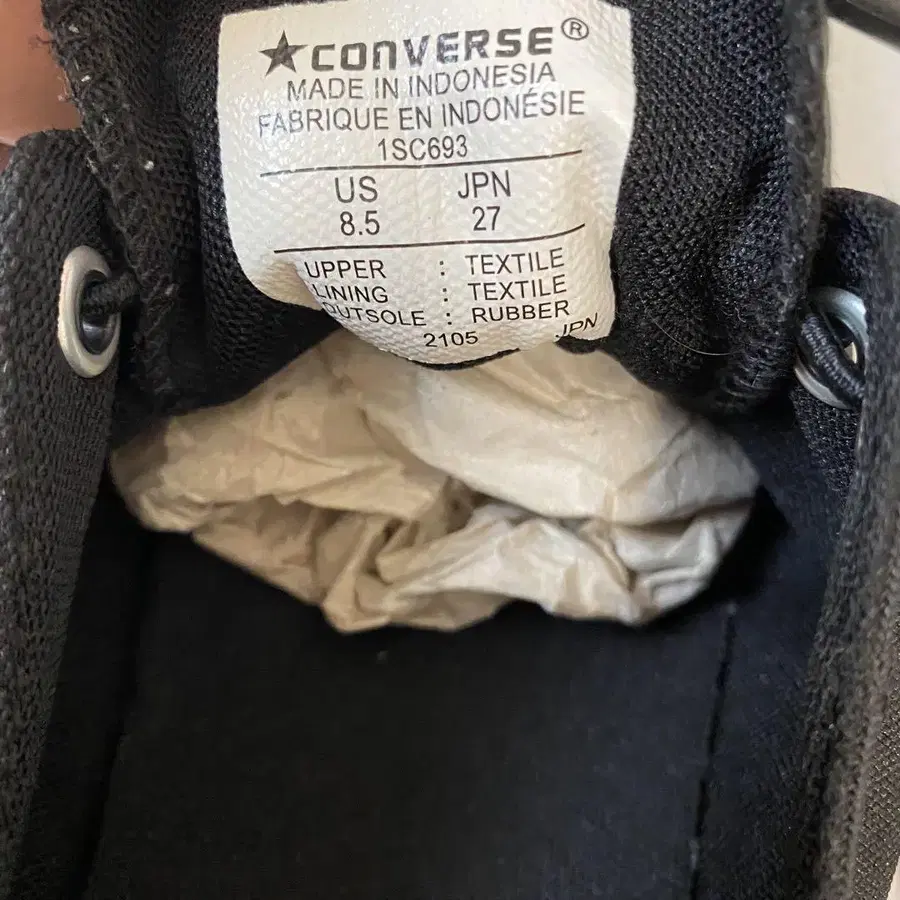 ★CONVERSE®
MADE IN INDONESIA
FABRIQUE EN INDONÉSIE
1SC693
US JPN
8.5 27
UPPER : TEXTILE
LINING : TEXTILE
OUTSOLE : RUBBER
2105 JPN